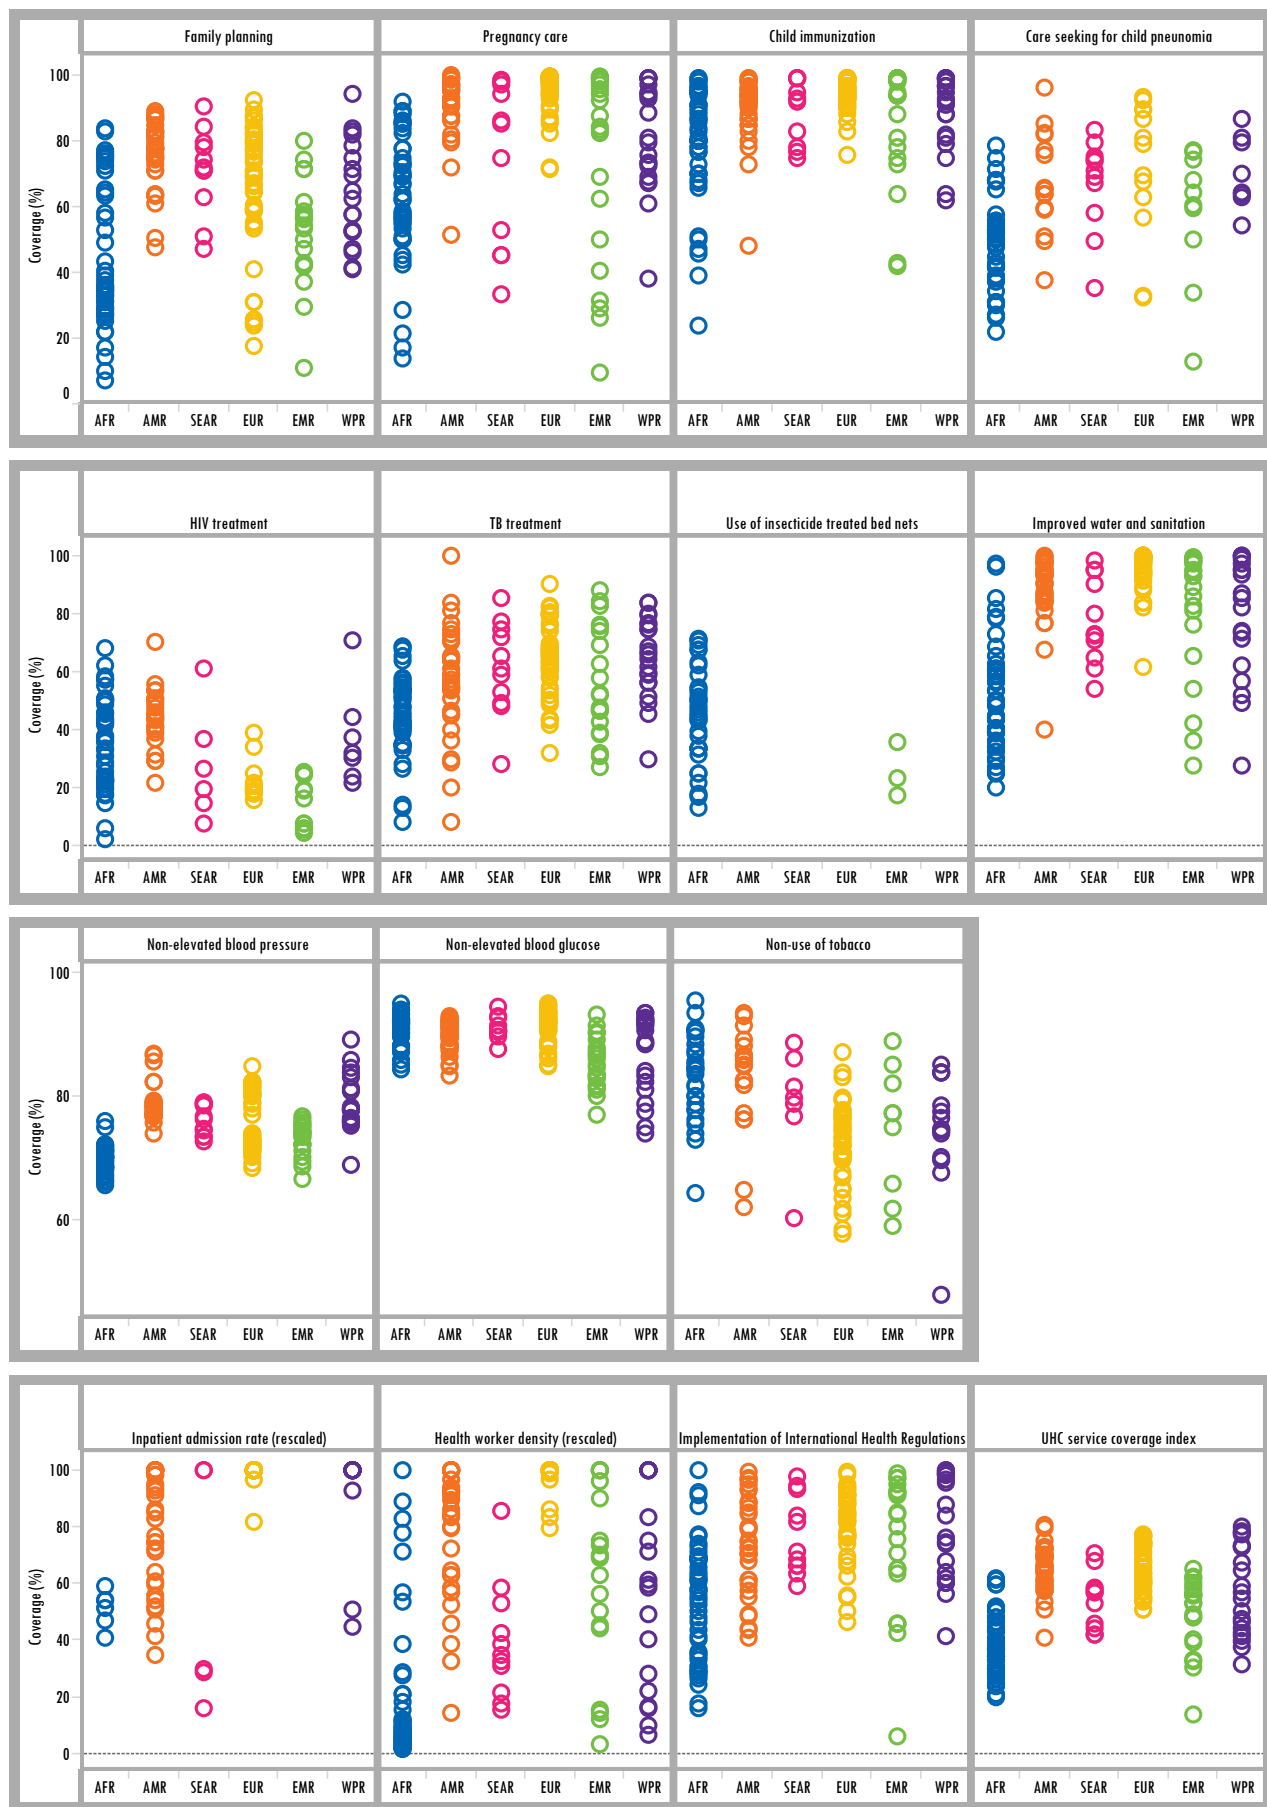 Family planning Pregnancy care Child immunization Care seeking for child pneumonia
Coverage (%)
100
80
60
40
20
0
AFR AMR SEAR EUR EMR WPR AFR AMR SEAR EUR EMR WPR AFR AMR SEAR EUR EMR WPR AFR AMR SEAR EUR EMR WPR
HIV treatment TB treatment Use of insecticide treated bed nets Improved water and sanitation
Coverage (%)
100
80
60
40
20
0
AFR AMR SEAR EUR EMR WPR AFR AMR SEAR EUR EMR WPR AFR AMR SEAR EUR EMR WPR AFR AMR SEAR EUR EMR WPR
Non-elevated blood pressure Non-elevated blood glucose Non-use of tobacco
Coverage (%)
100
80
60
AFR AMR SEAR EUR EMR WPR AFR AMR SEAR EUR EMR WPR AFR AMR SEAR EUR EMR WPR
Inpatient admission rate (rescaled) Health worker density (rescaled) Implementation of International Health Regulations UHC service coverage index
Coverage (%)
100
80
60
40
20
0
AFR AMR SEAR EUR EMR WPR AFR AMR SEAR EUR EMR WPR AFR AMR SEAR EUR EMR WPR AFR AMR SEAR EUR EMR WPR